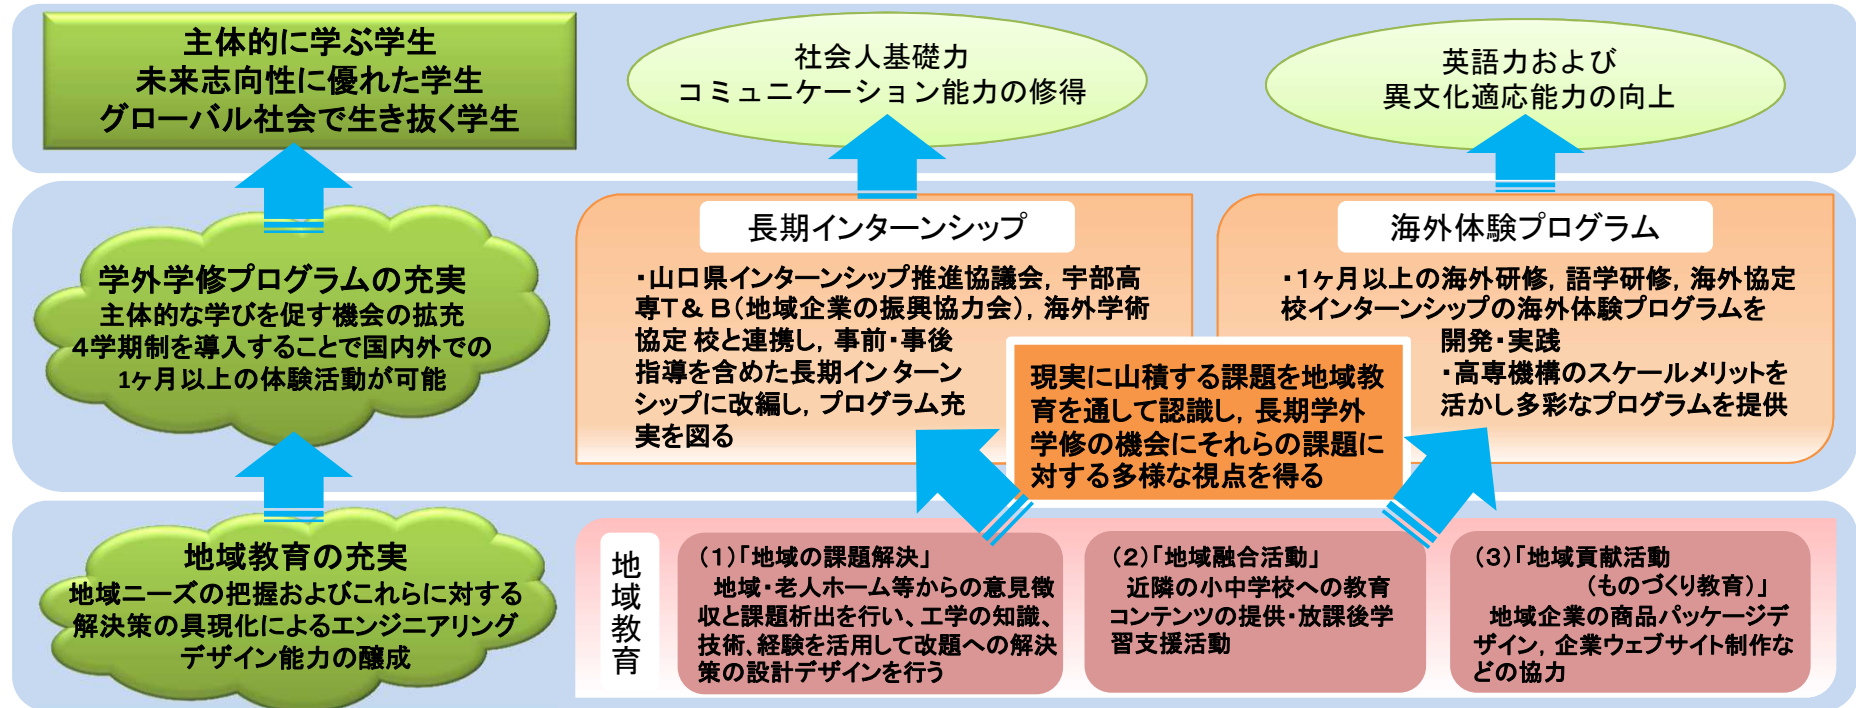 主体的に学ぶ学生
未来志向性に優れた学生
グローバル社会で生き抜く学生
社会人基礎力
コミュニケーション能力の修得
英語力および
異文化適応能力の向上
学外学修プログラムの充実
主体的な学びを促す機会の拡充
4学期制を導入することで国内外での
1ヶ月以上の体験活動が可能
長期インターンシップ
・山口県インターンシップ推進協議会，宇部高
専T＆B（地域企業の振興協力会），海外学術
協定 校と連携し，事前・事後
指導を含めた長期イン ターン
シップに改編し，プログラム充
実を図る
海外体験プログラム
・1ヶ月以上の海外研修，語学研修，海外協定
校インターンシップの海外体験プログラムを
開発・実践
・高専機構のスケールメリットを
活かし多彩なプログラムを提供
現実に山積する課題を地域教
育を通して認識し，長期学外
学修の機会にそれらの課題に
対する多様な視点を得る
地域教育の充実
地域ニーズの把握およびこれらに対する
解決策の具現化によるエンジニアリング
デザイン能力の醸成
地域教育
（1）「地域の課題解決」
地域・老人ホーム等からの意見徴
収と課題析出を行い、工学の知識、
技術、経験を活用して改題への解決
策の設計デザインを行う
（2）「地域融合活動」
近隣の小中学校への教育
コンテンツの提供・放課後学
習支援活動
（3）「地域貢献活動
（ものづくり教育）」
地域企業の商品パッケージデ
ザイン，企業ウェブサイト制作な
どの協力